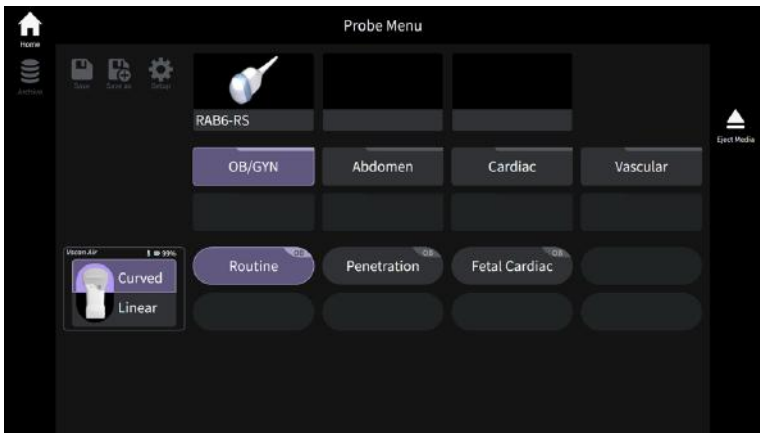 Probe Menu
Home
Archive
Save
Save as
Setup
RAB6-RS
Eject Media
OB/GYN
Abdomen
Cardiac
Vascular
Vscan Air
1
99%
Curved
Linear
Routine
OB
Penetration
OB
Fetal Cardiac
OB